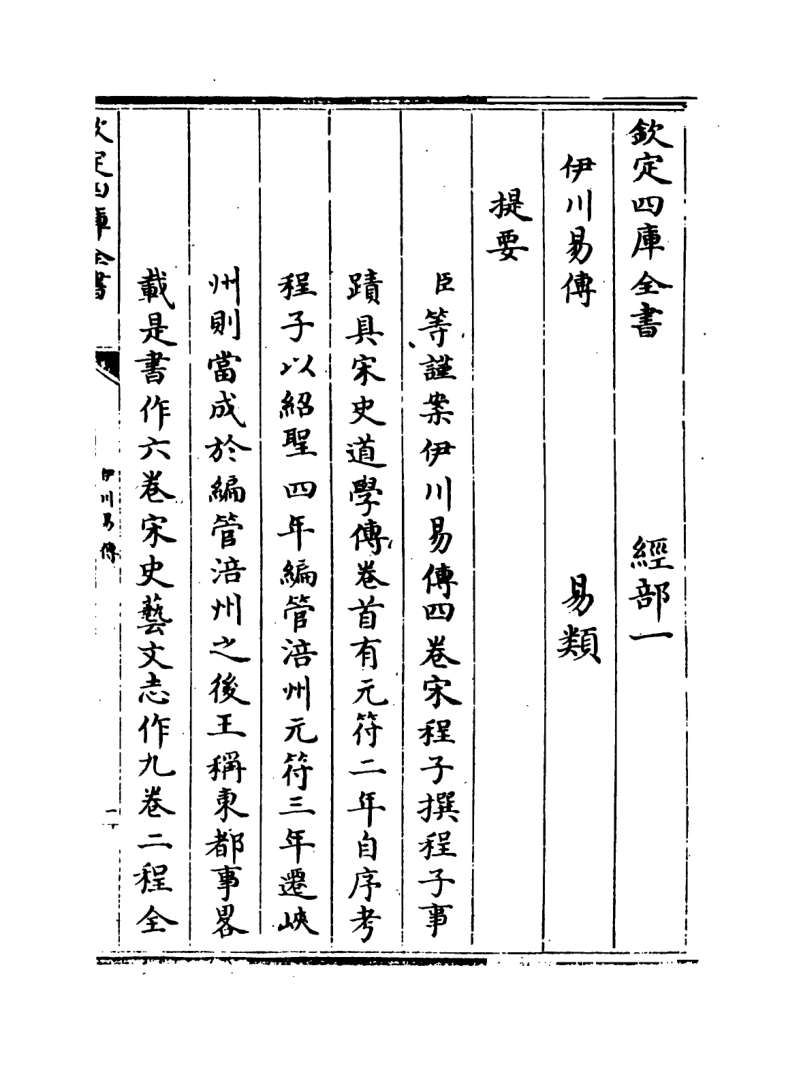 欽定四庫全書 經部一
伊川易傳 易類
提要
臣等謹案伊川易傳四卷宋程子撰程子事
蹟具宋史道學傳卷首有元符二年自序考
程子以紹聖四年編管涪州元符三年遷峽
州則當成於編管涪州之後王稱東都事畧
載是書作六卷宋史藝文志作九卷二程全
欽定四庫全書
伊川易傳
一